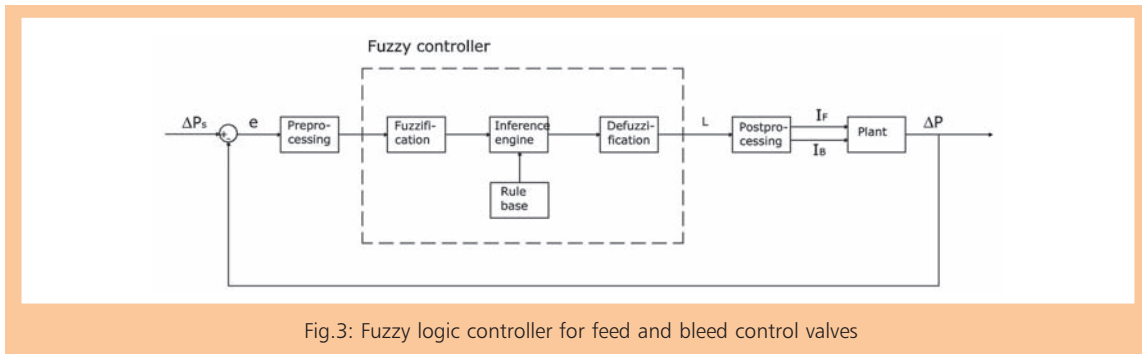 Fuzzy controller
ΔPs
+
-
e
Prepro-
cessing
Fuzzifi-
cation
Inference
engine
Defuzzi-
fication
L
Postpro-
cessing
IF
IB
Plant
ΔP
Rule
base
Fig.3: Fuzzy logic controller for feed and bleed control valves